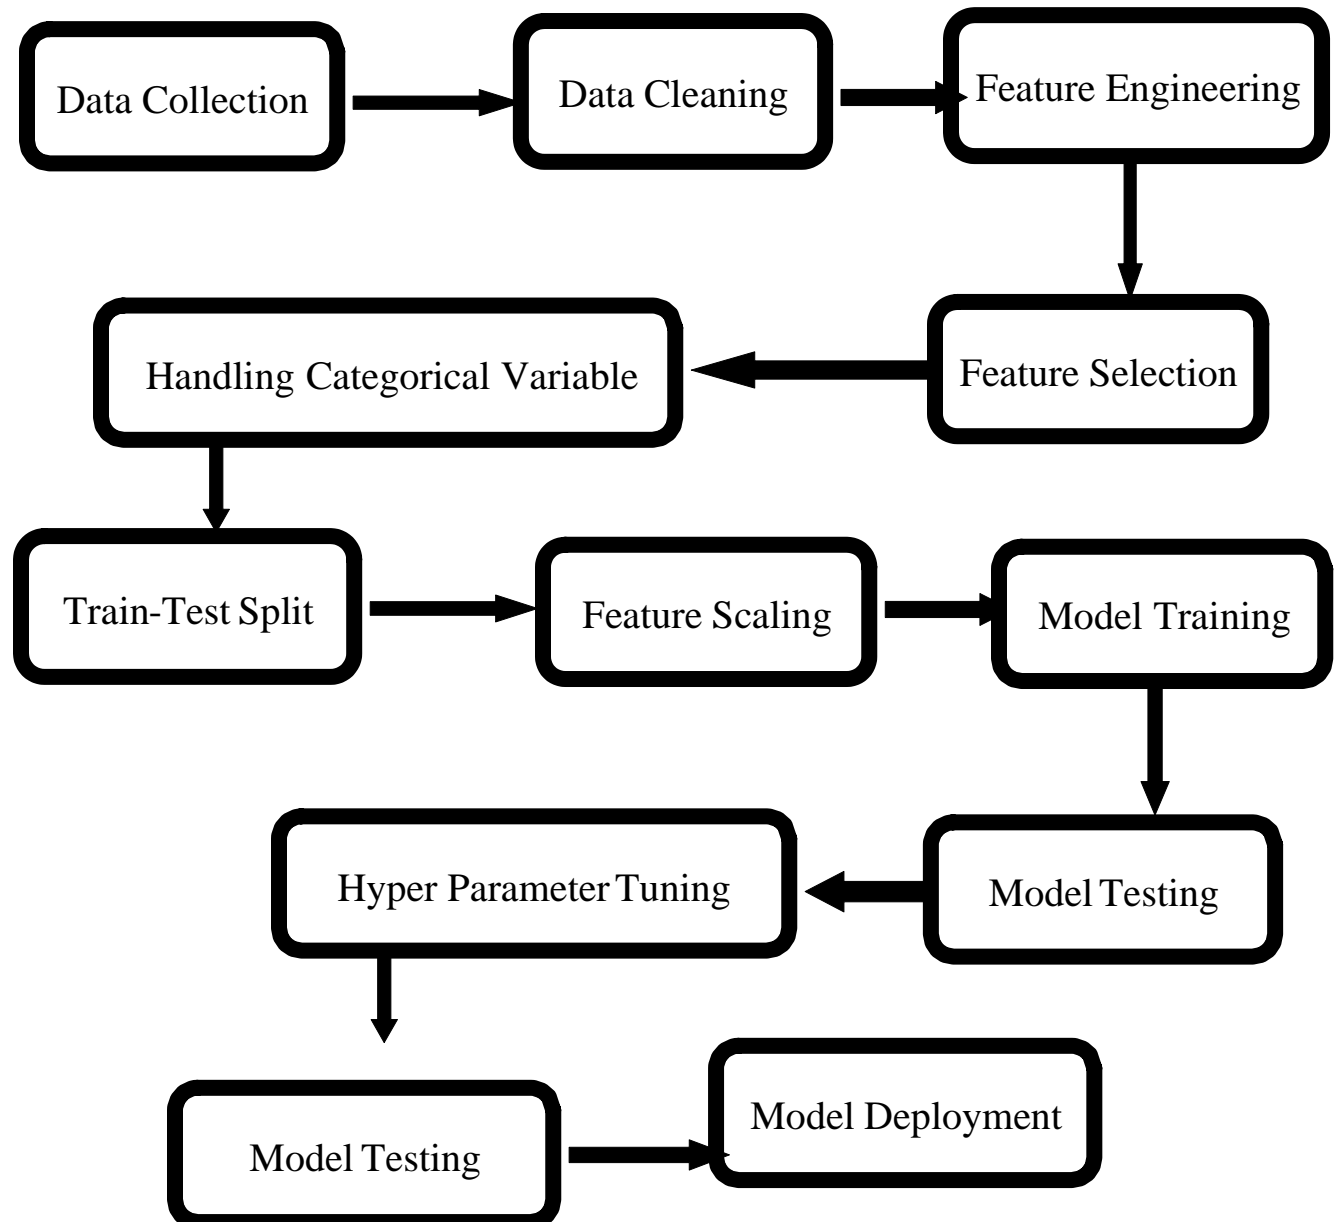 Data Collection
Data Cleaning
Feature Engineering
Feature Selection
Handling Categorical Variable
Train-Test Split
Feature Scaling
Model Training
Model Testing
Hyper Parameter Tuning
Model Testing
Model Deployment